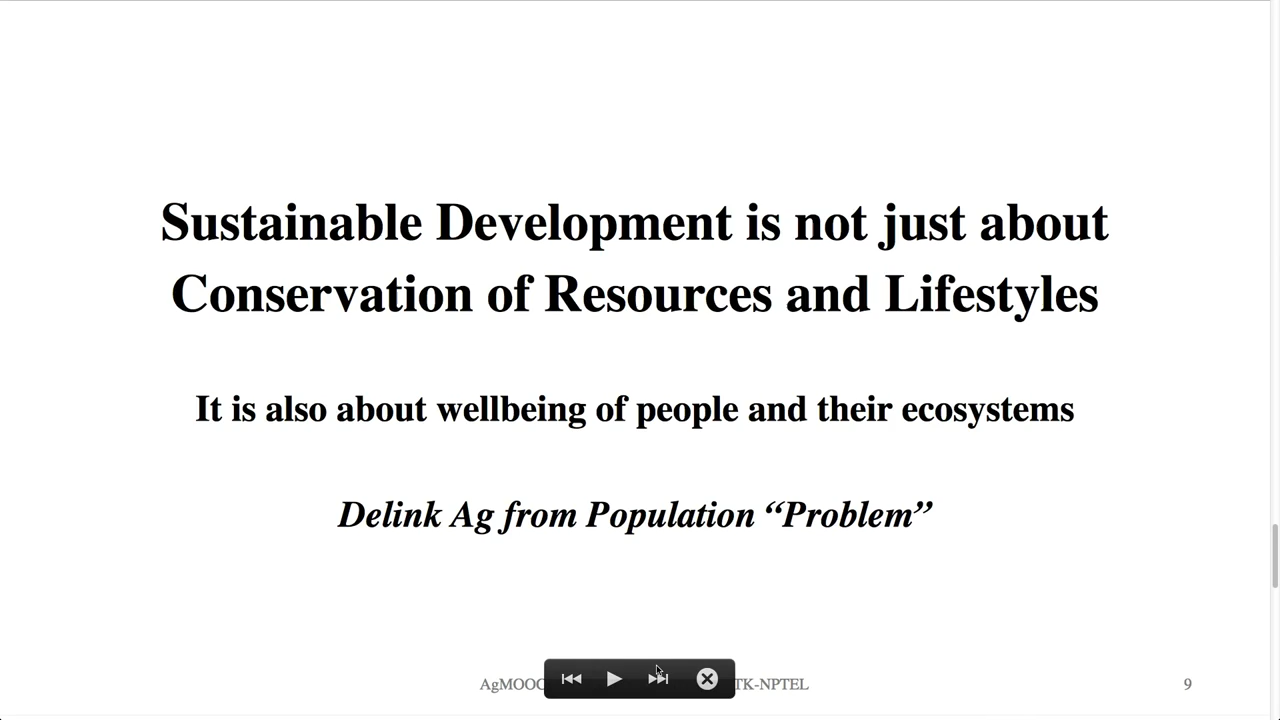 Sustainable Development is not just about
Conservation of Resources and Lifestyles
It is also about wellbeing of people and their ecosystems
Delink Ag from Population “Problem”
TK-NPTEL
9